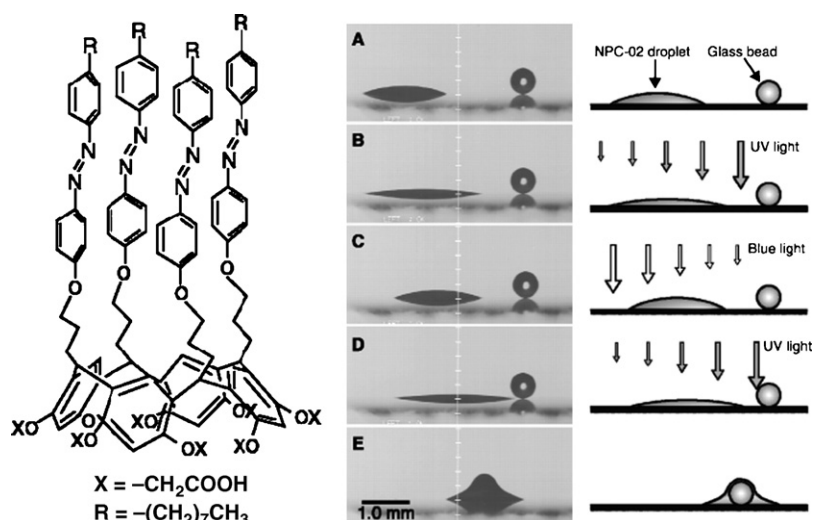 R
R
R
R
N
N
N
N
N
N
N
N
O
O
O
O
XO
XO
OX
XO
OX
XO
OX
OX
X = –CH₂COOH
R = –(CH₂)₇CH₃
A
B
C
D
E
1.0 mm
NPC-02 droplet
Glass bead
UV light
Blue light
UV light